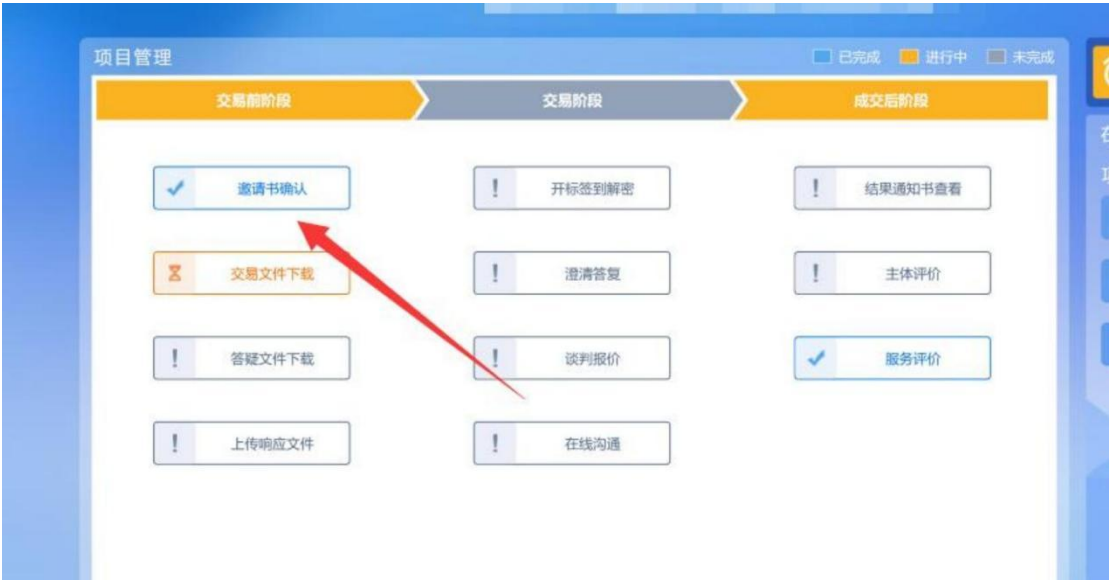 项目管理
已完成 进行中 未完成
交易前阶段 交易阶段 成交后阶段
邀请书确认 开标签到解密 结果通知书查看
交易文件下载 澄清答复 主体评价
答疑文件下载 谈判报价 服务评价
上传响应文件 在线沟通